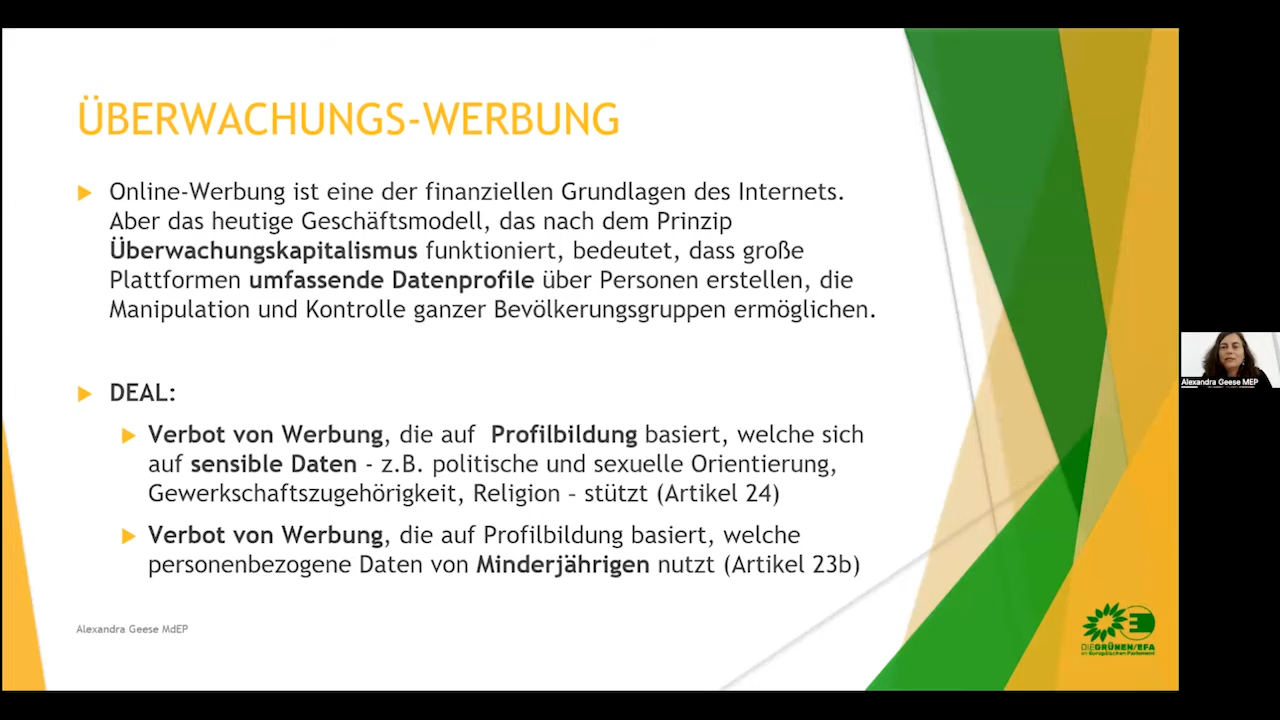 ÜBERWACHUNGS-WERBUNG
Online-Werbung ist eine der finanziellen Grundlagen des Internets.
Aber das heutige Geschäftsmodell, das nach dem Prinzip
Überwachungskapitalismus funktioniert, bedeutet, dass große
Plattformen umfassende Datenprofile über Personen erstellen, die
Manipulation und Kontrolle ganzer Bevölkerungsgruppen ermöglichen.
DEAL:
Verbot von Werbung, die auf Profilbildung basiert, welche sich
auf sensible Daten - z.B. politische und sexuelle Orientierung,
Gewerkschaftszugehörigkeit, Religion – stützt (Artikel 24)
Verbot von Werbung, die auf Profilbildung basiert, welche
personenbezogene Daten von Minderjährigen nutzt (Artikel 23b)
Alexandra Geese MdEP
DIEGRÜNEN/EFA
im Europäischen Parlament
Alexandra Geese MEP